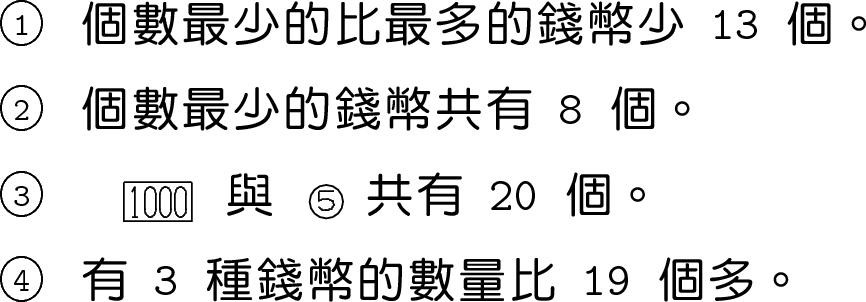 ① 個數最少的比最多的錢幣少 13 個。
② 個數最少的錢幣共有 8 個。
③ 1000 與 ⑤ 共有 20 個。
④ 有 3 種錢幣的數量比 19 個多。